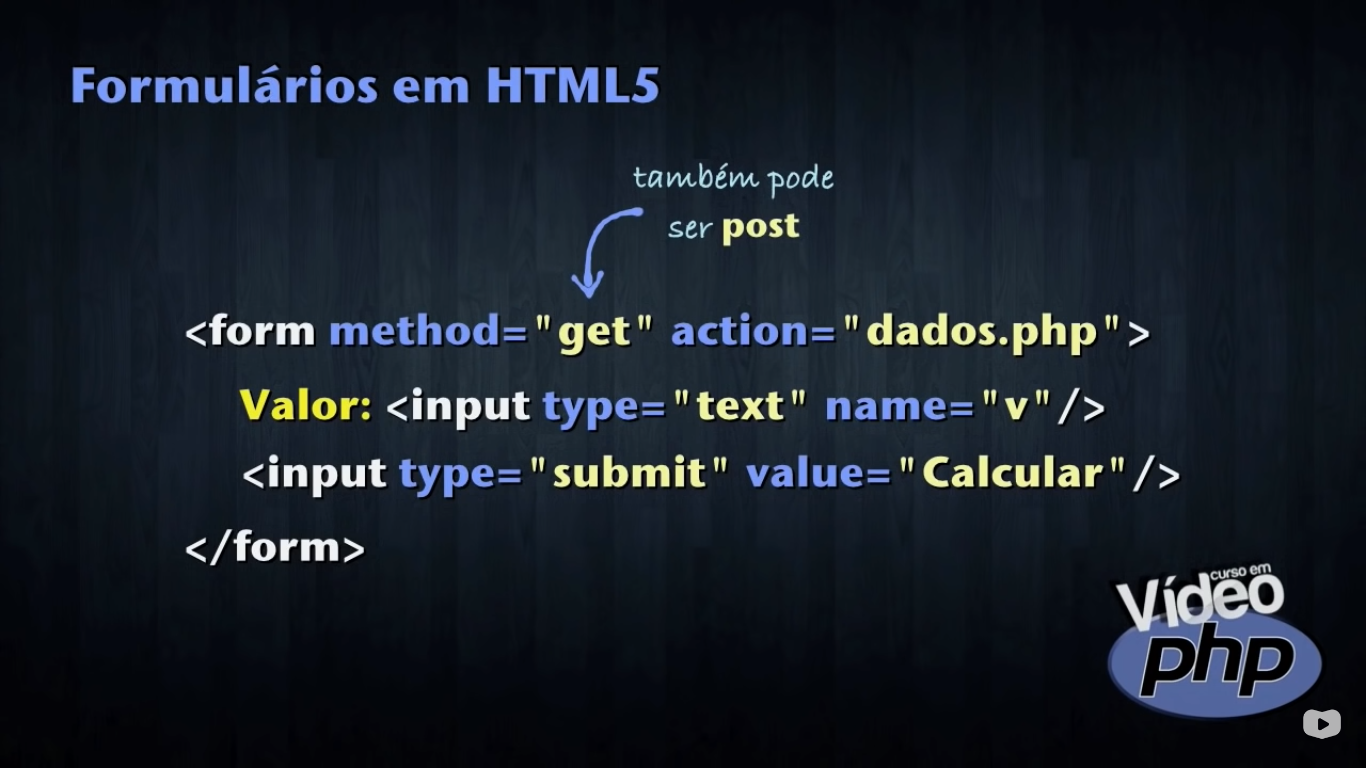 Formulários em HTML5
também pode
ser post
<form method="get" action="dados.php">
Valor: <input type="text" name="v"/>
<input type="submit" value="Calcular"/>
</form>
curso em
Vídeo
php